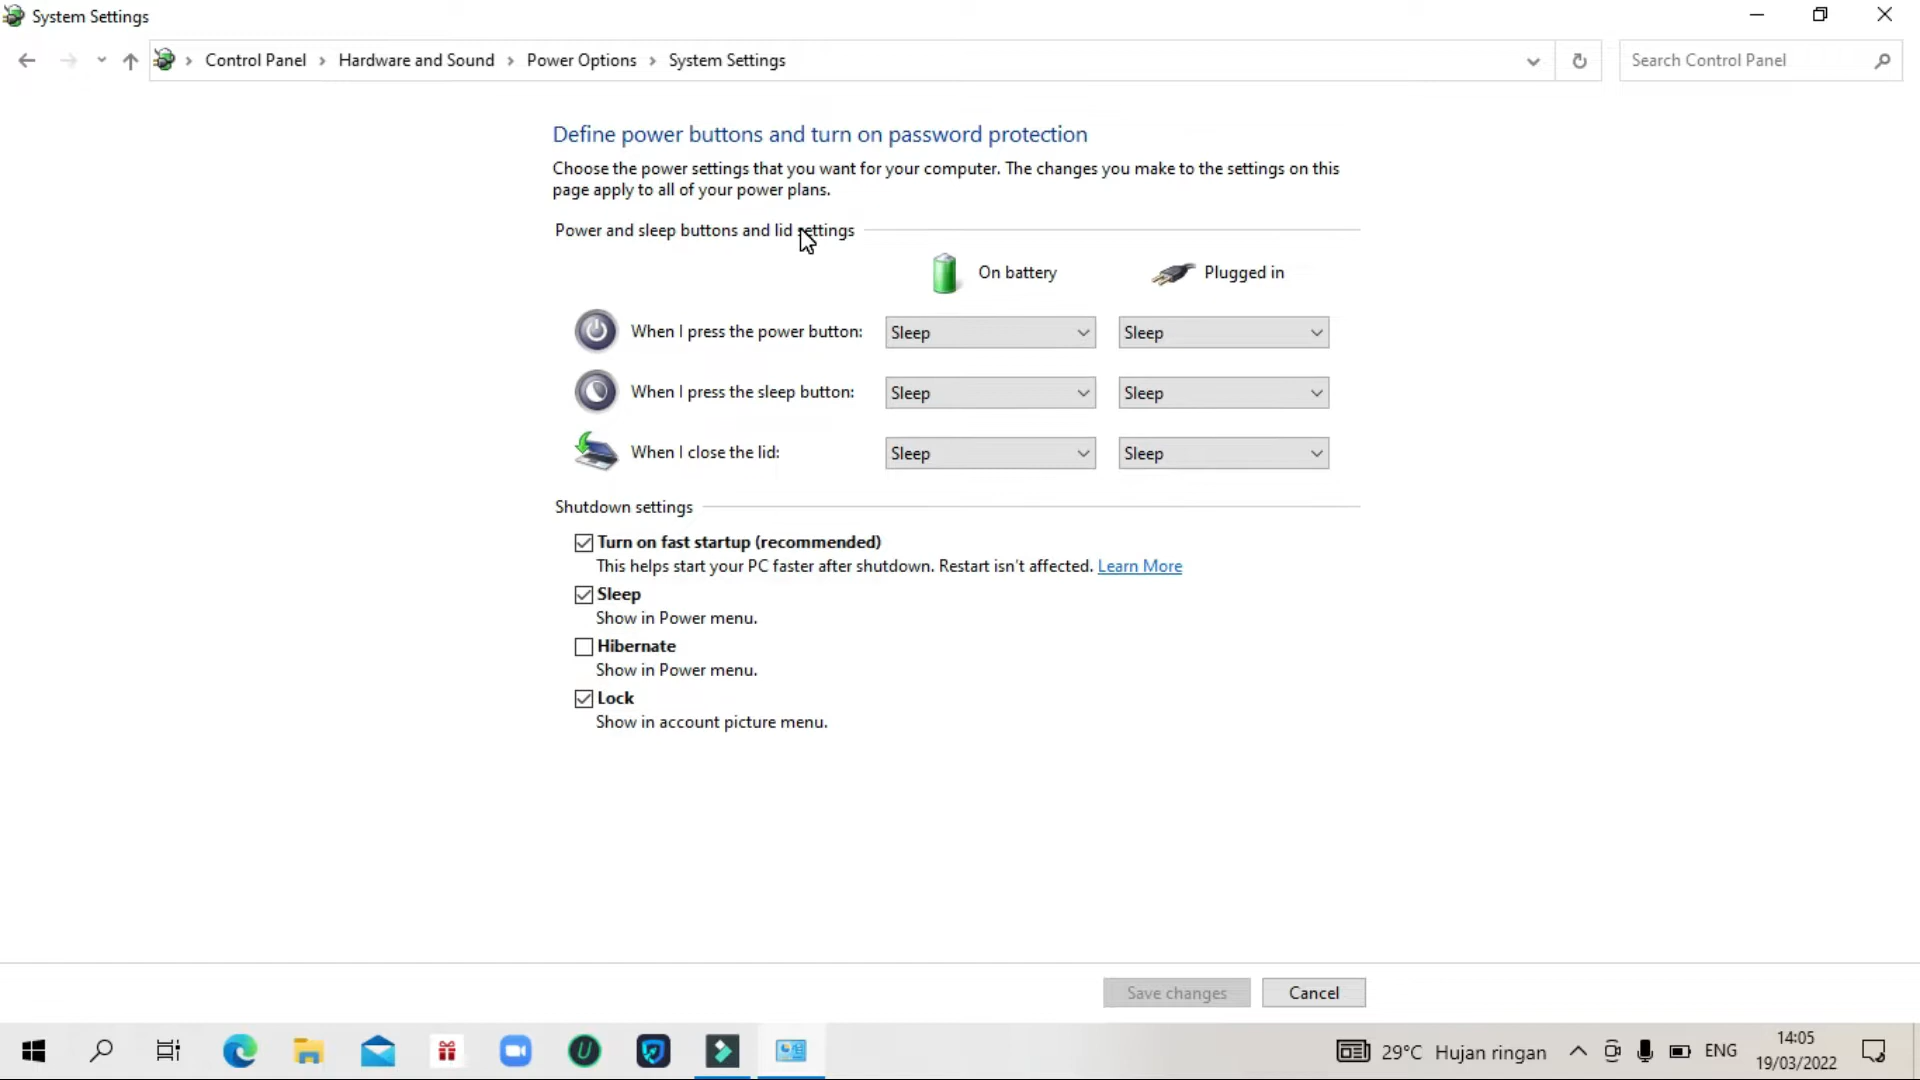 System Settings
Control Panel
Hardware and Sound
Power Options
System Settings
Search Control Panel
Define power buttons and turn on password protection
Choose the power settings that you want for your computer. The changes you make to the settings on this
page apply to all of your power plans.
Power and sleep buttons and lid settings
On battery
Plugged in
When I press the power button:
Sleep
Sleep
When I press the sleep button:
Sleep
Sleep
When I close the lid:
Sleep
Sleep
Shutdown settings
Turn on fast startup (recommended)
This helps start your PC faster after shutdown. Restart isn't affected. Learn More
Sleep
Show in Power menu.
Hibernate
Show in Power menu.
Lock
Show in account picture menu.
Save changes
Cancel
U
29°C Hujan ringan
ENG
14:05
19/03/2022